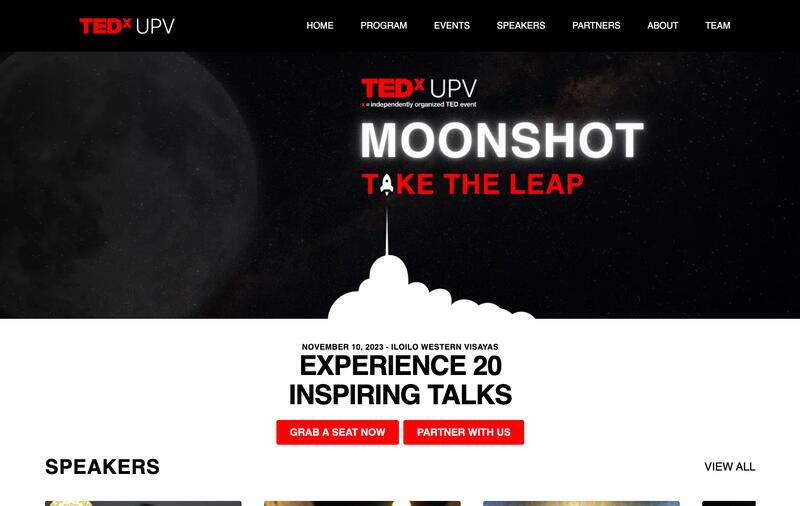 TEDx UPV
HOME PROGRAM EVENTS SPEAKERS PARTNERS ABOUT TEAM
TEDx UPV
x = independently organized TED event
MOONSHOT
TAKE THE LEAP
NOVEMBER 10, 2023 - ILOILO WESTERN VISAYAS
EXPERIENCE 20
INSPIRING TALKS
GRAB A SEAT NOW PARTNER WITH US
SPEAKERS VIEW ALL